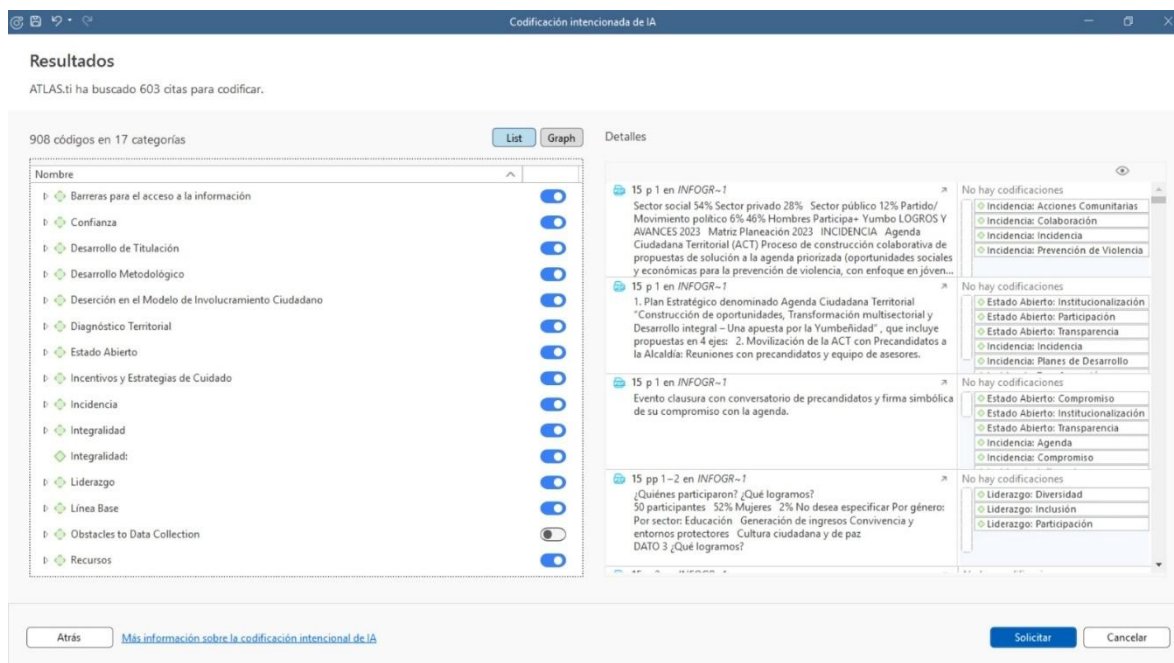 Codificación intencionada de IA
Resultados
ATLAS.ti ha buscado 603 citas para codificar.
908 códigos en 17 categorías
List
Graph
Nombre
Barreras para el acceso a la información
Confianza
Desarrollo de Titulación
Desarrollo Metodológico
Deserción en el Modelo de Involucramiento Ciudadano
Diagnóstico Territorial
Estado Abierto
Incentivos y Estrategias de Cuidado
Incidencia
Integralidad
Integralidad:
Liderazgo
Línea Base
Obstacles to Data Collection
Recursos
Detalles
15 p 1 en INFOGR~1
Sector social 54% Sector privado 28% Sector público 12% Partido/
Movimiento político 6% 46% Hombres Participa+ Yumbo LOGROS Y
AVANCES 2023 Matriz Planeación 2023 INCIDENCIA Agenda
Ciudadana Territorial (ACT) Proceso de construcción colaborativa de
propuestas de solución a la agenda priorizada (oportunidades sociales
y económicas para la prevención de violencia, con enfoque en jóven...
No hay codificaciones
Incidencia: Acciones Comunitarias
Incidencia: Colaboración
Incidencia: Incidencia
Incidencia: Prevención de Violencia
15 p 1 en INFOGR~1
1. Plan Estratégico denominado Agenda Ciudadana Territorial
"Construcción de oportunidades, Transformación multisectorial y
Desarrollo integral – Una apuesta por la Yumbeñidad" , que incluye
propuestas en 4 ejes: 2. Movilización de la ACT con Precandidatos a
la Alcaldía: Reuniones con precandidatos y equipo de asesores.
No hay codificaciones
Estado Abierto: Institucionalización
Estado Abierto: Participación
Estado Abierto: Transparencia
Incidencia: Incidencia
Incidencia: Planes de Desarrollo
15 p 1 en INFOGR~1
Evento clausura con conversatorio de precandidatos y firma simbólica
de su compromiso con la agenda.
No hay codificaciones
Estado Abierto: Compromiso
Estado Abierto: Institucionalización
Estado Abierto: Transparencia
Incidencia: Agenda
Incidencia: Compromiso
15 pp 1–2 en INFOGR~1
¿Quiénes participaron? ¿Qué logramos?
50 participantes 52% Mujeres 2% No desea especificar Por género:
Por sector: Educación Generación de ingresos Convivencia y
entornos protectores Cultura ciudadana y de paz
DATO 3 ¿Qué logramos?
No hay codificaciones
Liderazgo: Diversidad
Liderazgo: Inclusión
Liderazgo: Participación
Atrás
Más información sobre la codificación intencional de IA
Solicitar
Cancelar